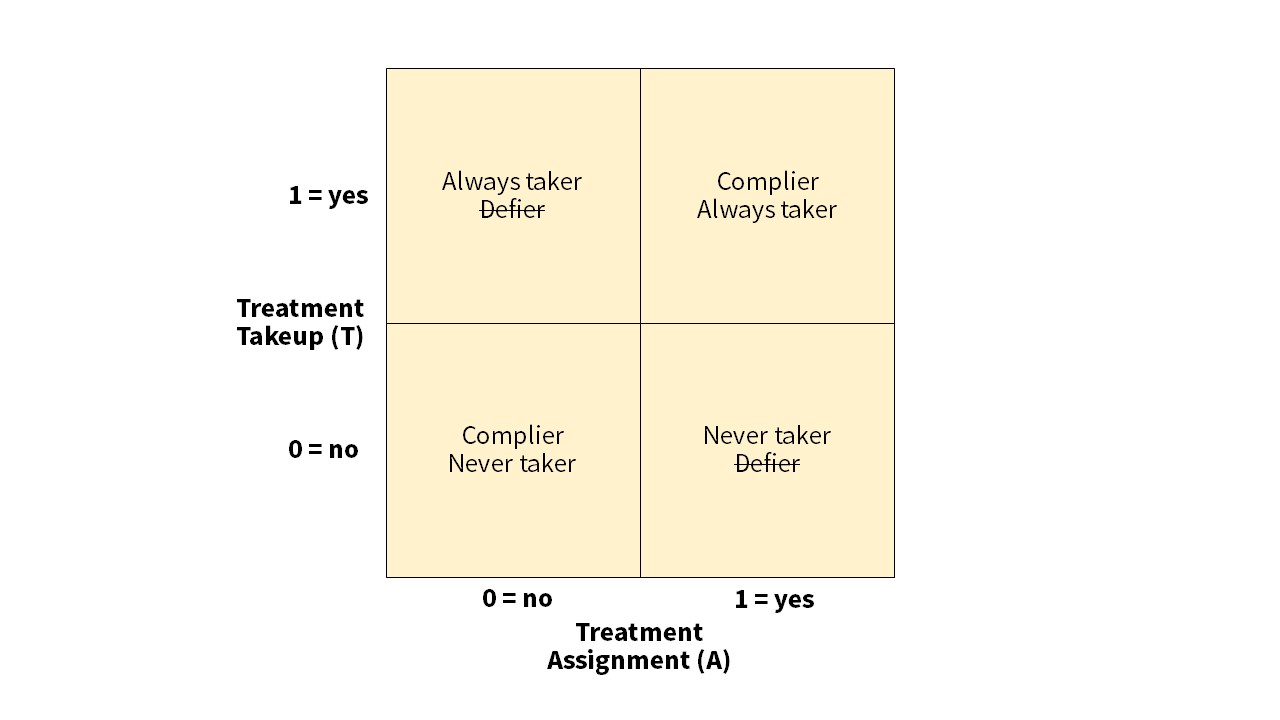 Always taker
Defier
Complier
Always taker
1 = yes
Treatment
Takeup (T)
Complier
Never taker
Never taker
Defier
0 = no
0 = no
1 = yes
Treatment
Assignment (A)